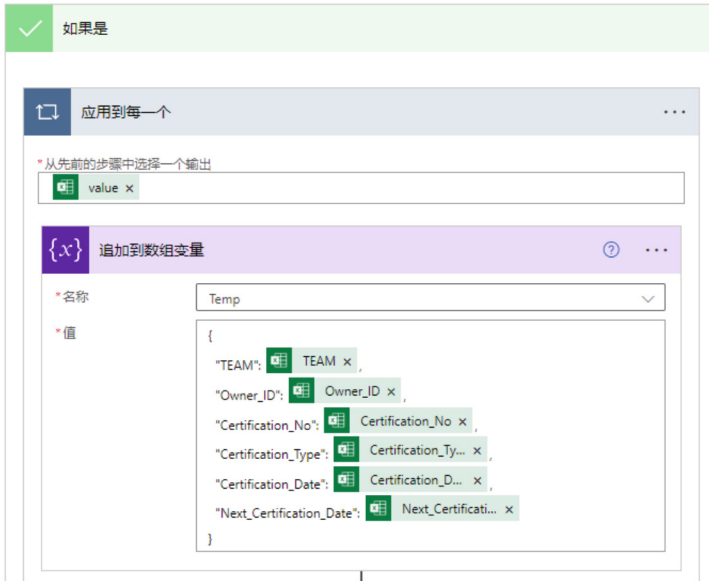 如果是
应用到每一个
*从先前的步骤中选择一个输出
value ×
{x} 追加到数组变量
*名称 Temp
*值 {
"TEAM": TEAM × ,
"Owner_ID": Owner_ID × ,
"Certification_No": Certification_No × ,
"Certification_Type": Certification_Ty... × ,
"Certification_Date": Certification_D... × ,
"Next_Certification_Date": Next_Certificati... ×
}